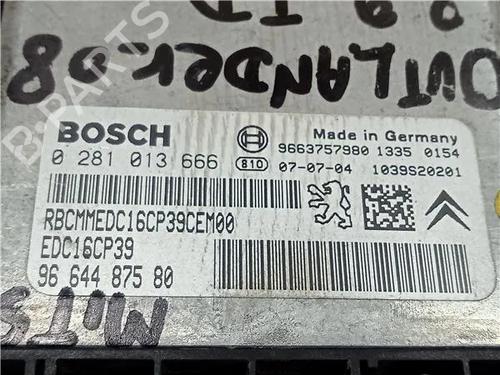 OUTLANDER 08
BOSCH
Made in Germany
9663757980 1335 0154
0 281 013 666
810
07-07-04
1039S20201
RBCMMEDC16CP39CEM00
EDC16CP39
96 644 875 80
MITS
B-PARTS